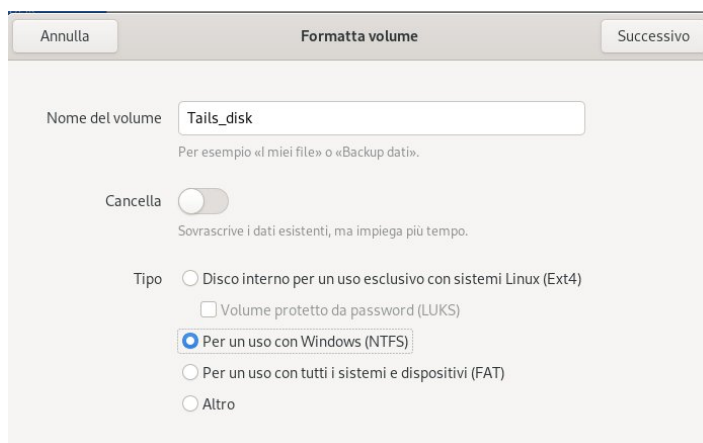 Annulla
Formatta volume
Successivo
Nome del volume
Tails_disk
Per esempio «I miei file» o «Backup dati».
Cancella
Sovrascrive i dati esistenti, ma impiega più tempo.
Tipo
Disco interno per un uso esclusivo con sistemi Linux (Ext4)
Volume protetto da password (LUKS)
Per un uso con Windows (NTFS)
Per un uso con tutti i sistemi e dispositivi (FAT)
Altro